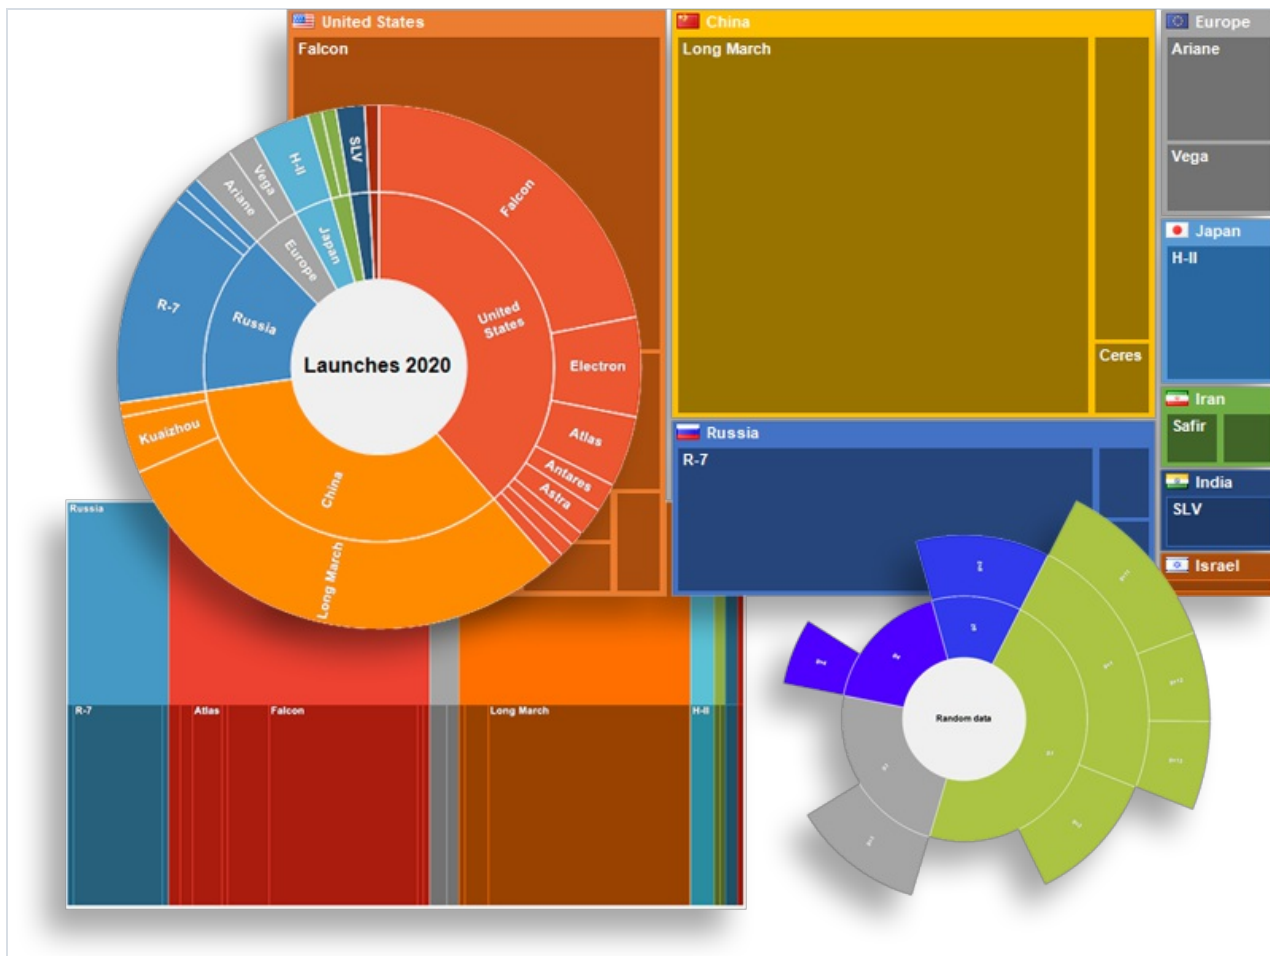 United States
Falcon
China
Long March
Ceres
Europe
Ariane
Vega
Japan
H-II
Iran
Safir
India
SLV
Israel
Russia
R-7
Launches 2020
United
States
Falcon
Electron
Atlas
Antares
Astra
China
Long March
Kuaizhou
Russia
R-7
Europe
Ariane
Vega
Japan
H-II
SLV
Russia
R-7
Atlas
Falcon
Long March
H-II
Random data